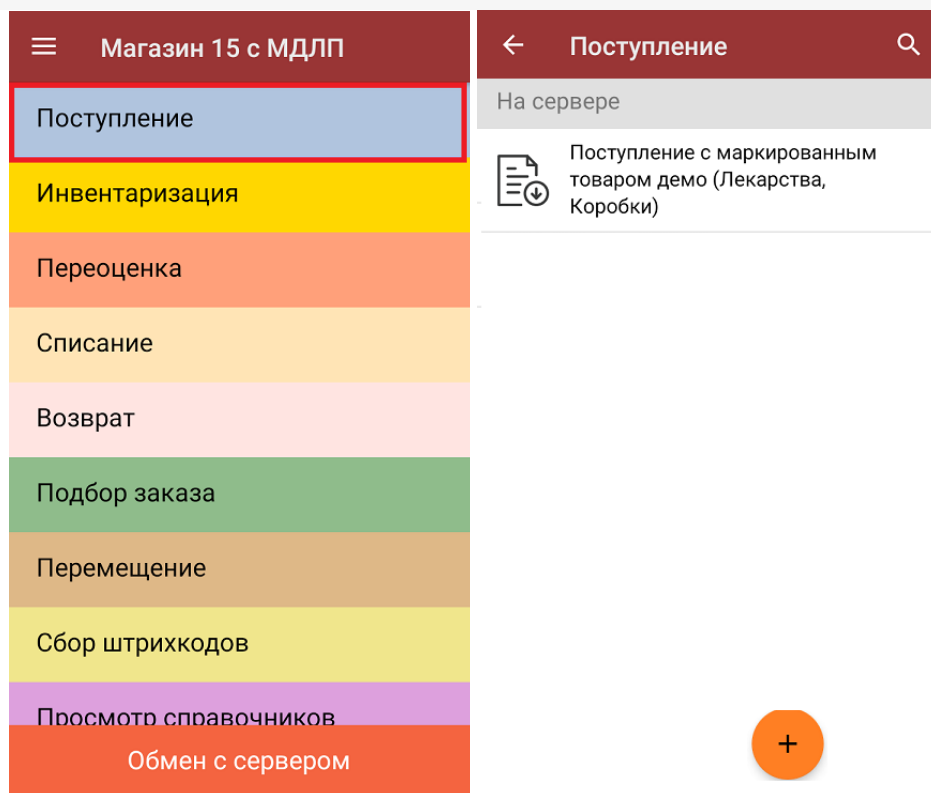 Магазин 15 с МДЛП
Поступление
Инвентаризация
Переоценка
Списание
Возврат
Подбор заказа
Перемещение
Сбор штрихкодов
Просмотр справочников
Обмен с сервером
Поступление
На сервере
Поступление с маркированным
товаром демо (Лекарства,
Коробки)
+